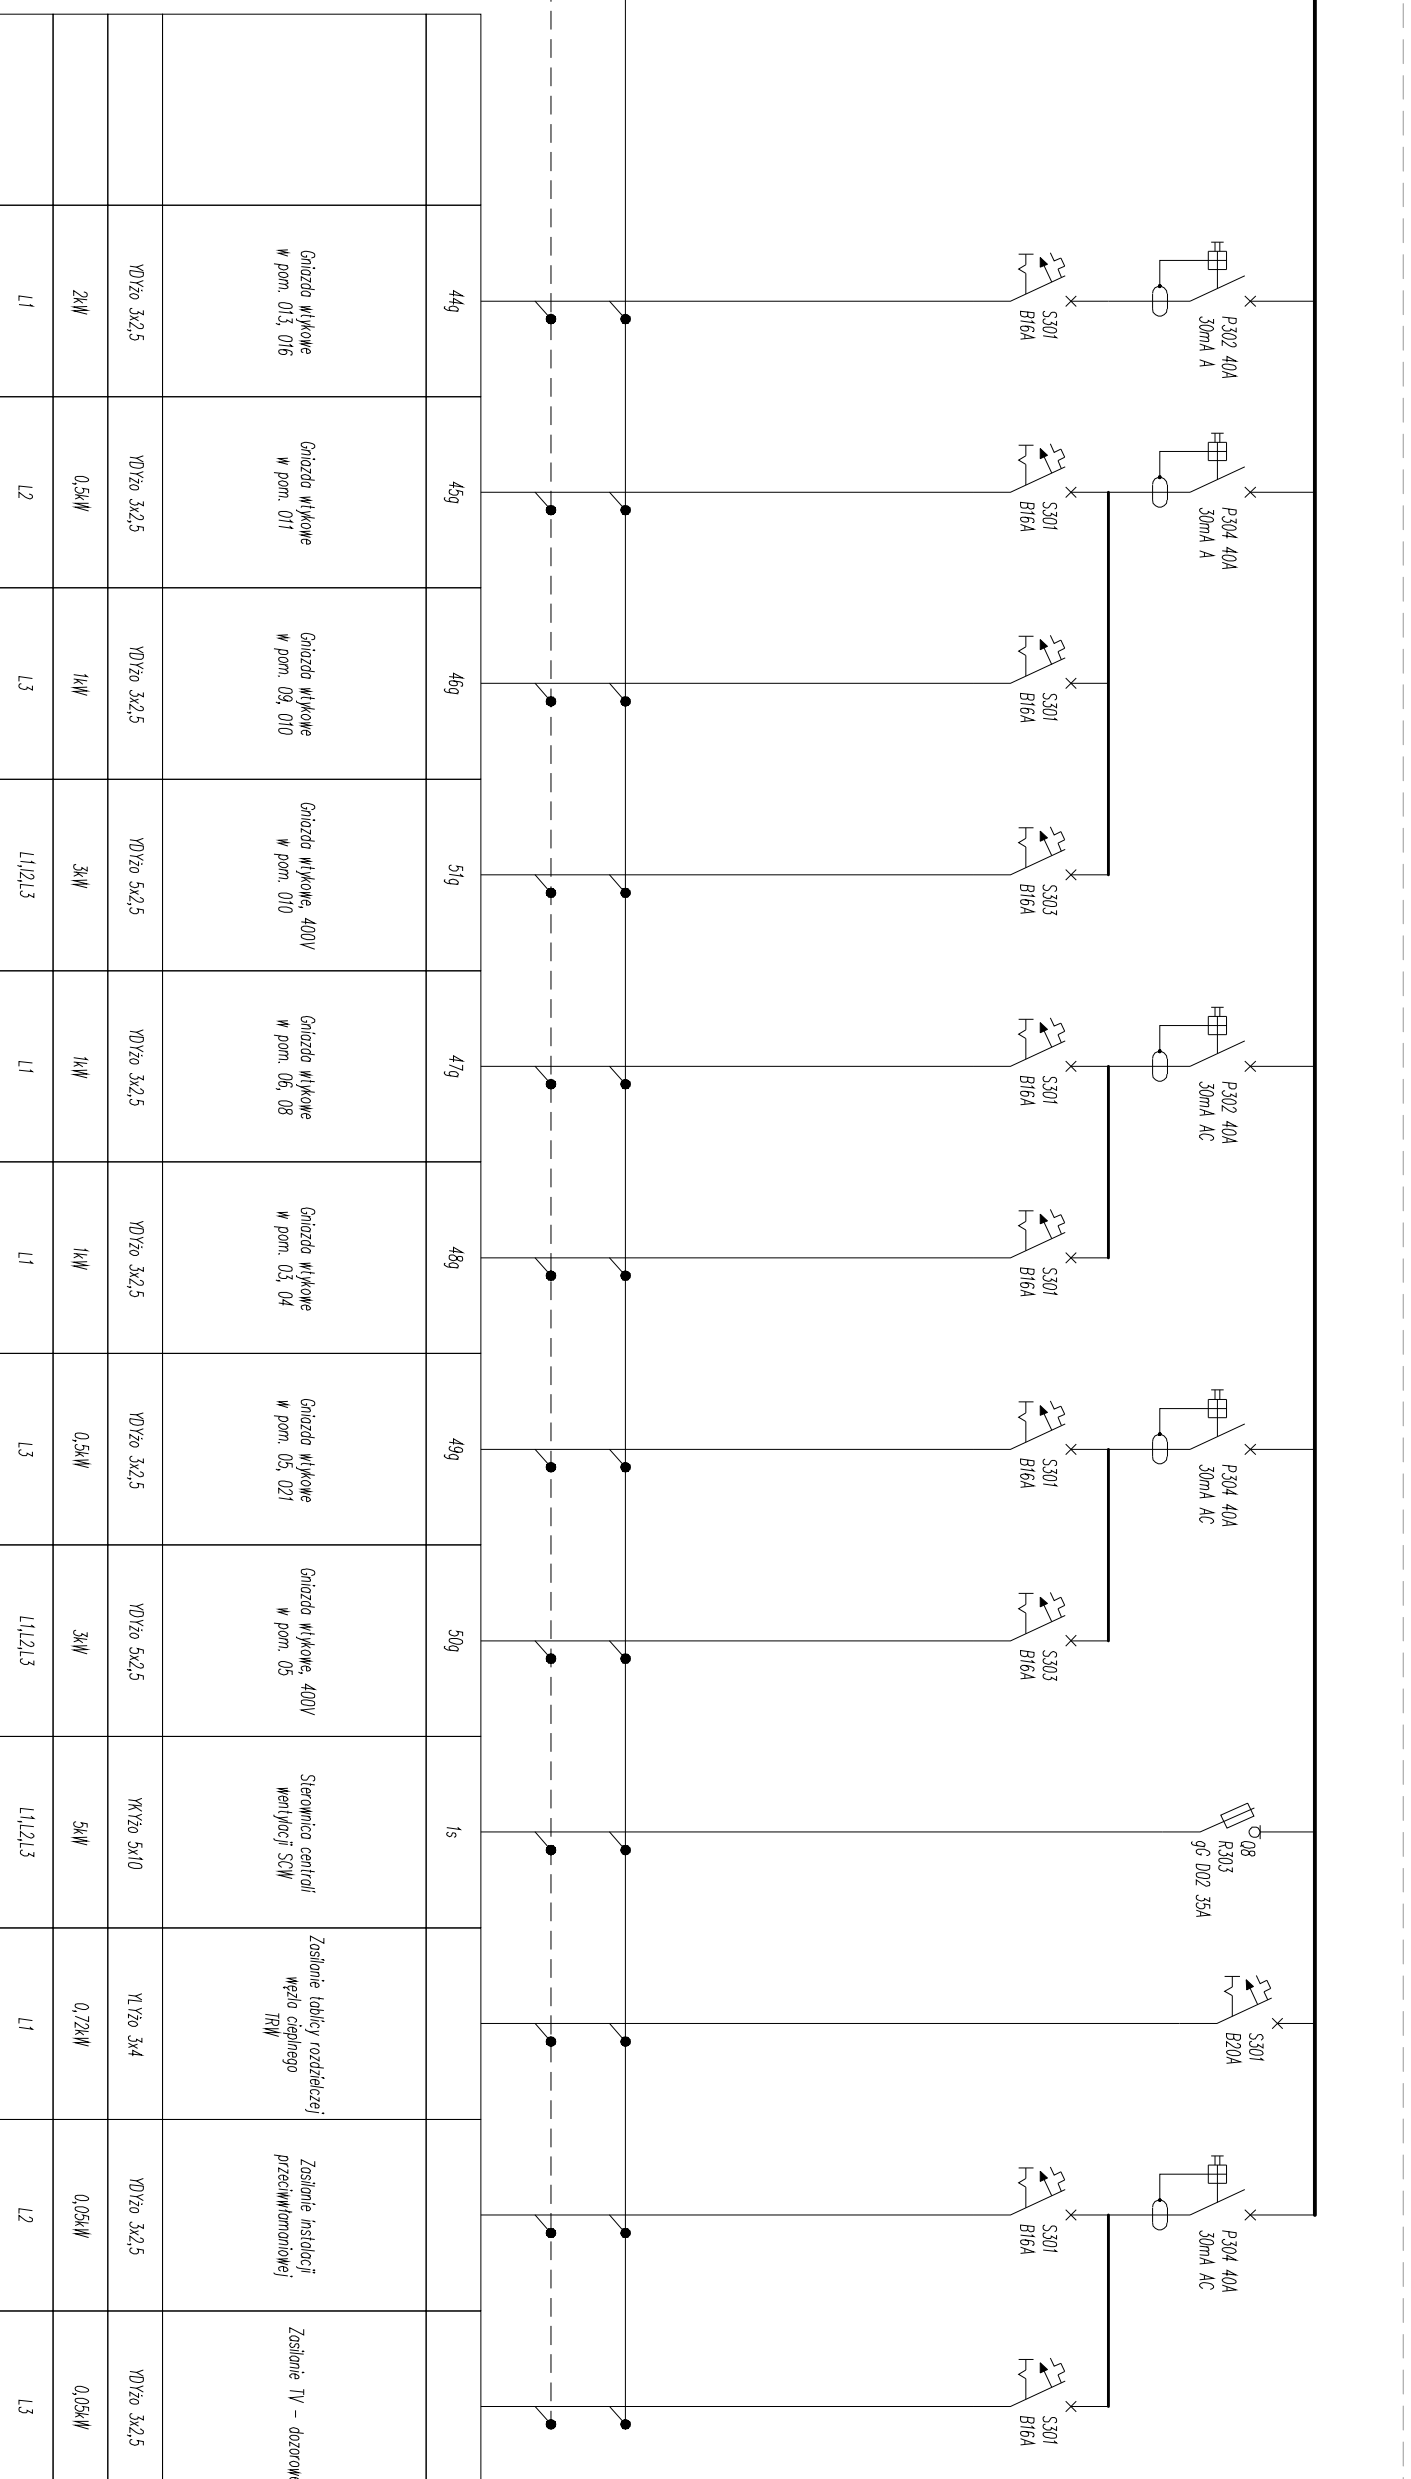 P302 40A
30mA A
P304 40A
30mA A
P302 40A
30mA AC
P304 40A
30mA AC
Q8
R303
gG D02 35A
S301
B20A
P304 40A
30mA AC
S301
B16A
S301
B16A
S301
B16A
S303
B16A
S301
B16A
S301
B16A
S301
B16A
S303
B16A
S301
B16A
S301
B16A
44g
45g
46g
51g
47g
48g
49g
50g
1s
Gniazda wtykowe
w pom. 013, 016
Gniazda wtykowe
w pom. 011
Gniazda wtykowe
w pom. 09, 010
Gniazda wtykowe, 400V
w pom. 010
Gniazda wtykowe
w pom. 06, 08
Gniazda wtykowe
w pom. 03, 04
Gniazda wtykowe
w pom. 05, 021
Gniazda wtykowe, 400V
w pom. 05
Sterownica centrali
wentylacji SCW
Zasilanie tablicy rozdzielczej
węzła cieplnego
TRW
Zasilanie instalacji
przeciwwłamaniowej
Zasilanie TV – dozorowe
YDYżo 3x2,5
YDYżo 3x2,5
YDYżo 3x2,5
YDYżo 5x2,5
YDYżo 3x2,5
YDYżo 3x2,5
YDYżo 3x2,5
YDYżo 5x2,5
YKYżo 5x10
YLYżo 3x4
YDYżo 3x2,5
YDYżo 3x2,5
2kW
0,5kW
1kW
3kW
1kW
1kW
0,5kW
3kW
5kW
0,72kW
0,05kW
0,05kW
L1
L2
L3
L1,l2,L3
L1
L1
L3
L1,L2,L3
L1,L2,L3
L1
L2
L3